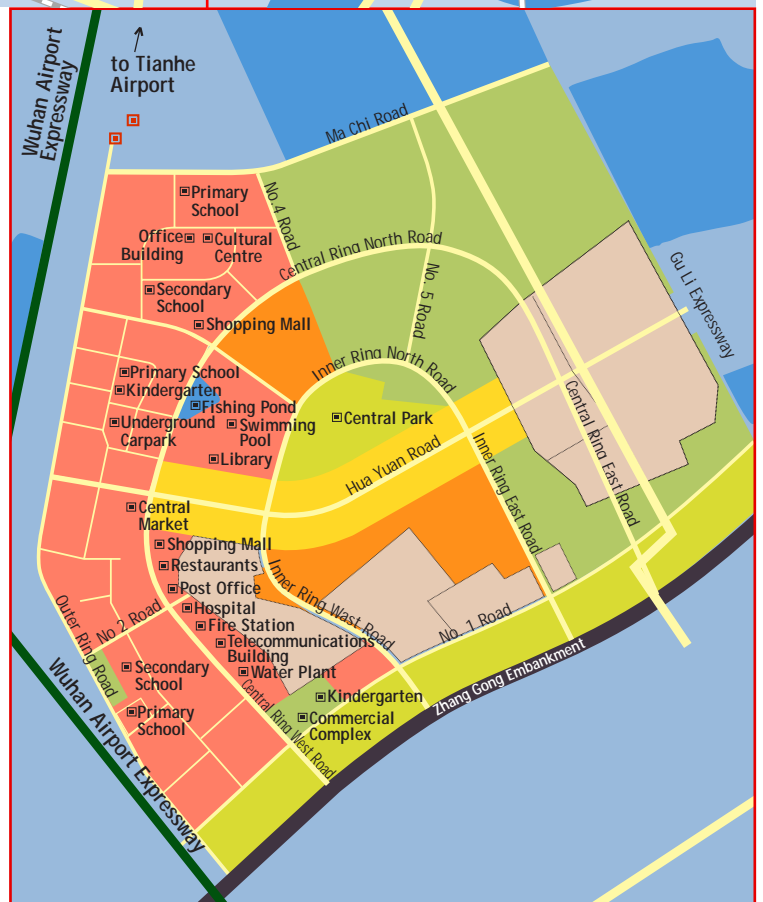 Wuhan Airport
Expressway
to Tianhe
Airport
Ma Chi Road
Primary
School
No.4 Road
Office
Building
Cultural
Centre
Central Ring North Road
Secondary
School
No. 5 Road
Gu Li Expressway
Shopping Mall
Inner Ring North Road
Primary School
Kindergarten
Fishing Pond
Underground
Carpark
Swimming
Pool
Central Park
Library
Hua Yuan Road
Central Ring East Road
Inner Ring East Road
Central
Market
Shopping Mall
Restaurants
Post Office
Inner Ring Wast Road
Hospital
No 2 Road
Outer Ring Road
Fire Station
No. 1 Road
Telecommunications
Building
Water Plant
Secondary
School
Zhang Gong Embankment
Kindergarten
Central Ring West Road
Primary
School
Commercial
Complex
Wuhan Airport Expressway